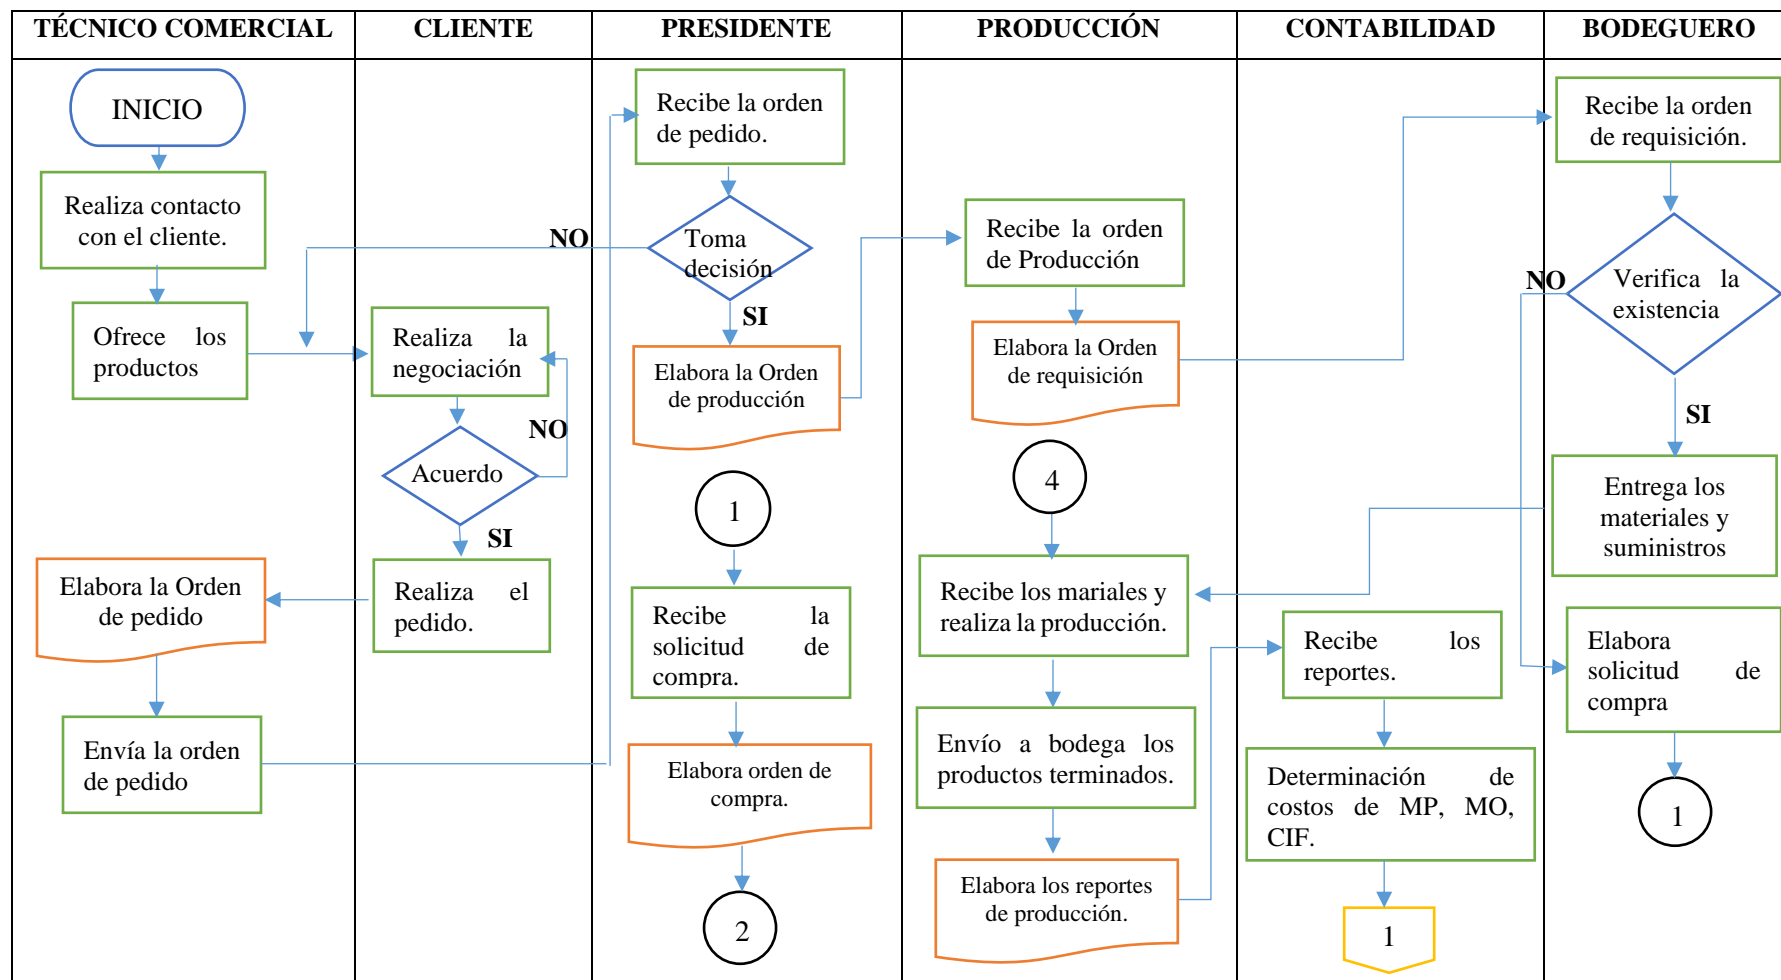 TÉCNICO COMERCIAL
CLIENTE
PRESIDENTE
PRODUCCIÓN
CONTABILIDAD
BODEGUERO
INICIO
Realiza contacto
con el cliente.
Ofrece los
productos
Elabora la Orden
de pedido
Envía la orden
de pedido
Realiza la
negociación
NO
Acuerdo
SI
Realiza el
pedido.
Recibe la orden
de pedido.
NO
Toma
decisión
SI
Elabora la Orden
de producción
1
Recibe la
solicitud de
compra.
Elabora orden de
compra.
2
Recibe la orden
de Producción
Elabora la Orden
de requisición
4
Recibe los mariales y
realiza la producción.
Envío a bodega los
productos terminados.
Elabora los reportes
de producción.
Recibe los
reportes.
Determinación de
costos de MP, MO,
CIF.
1
Recibe la orden
de requisición.
NO
Verifica la
existencia
SI
Entrega los
materiales y
suministros
Elabora
solicitud de
compra
1